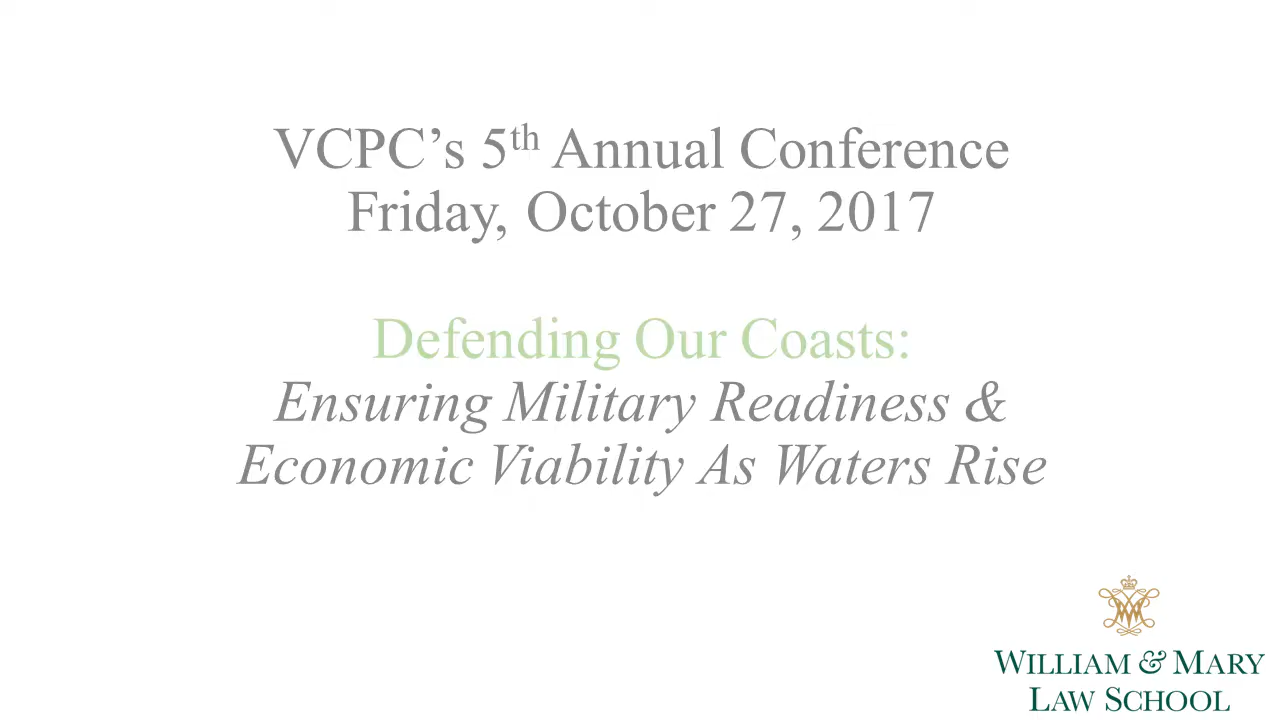 VCPC’s 5th Annual Conference
Friday, October 27, 2017
Defending Our Coasts:
Ensuring Military Readiness &
Economic Viability As Waters Rise
WILLIAM & MARY
LAW SCHOOL